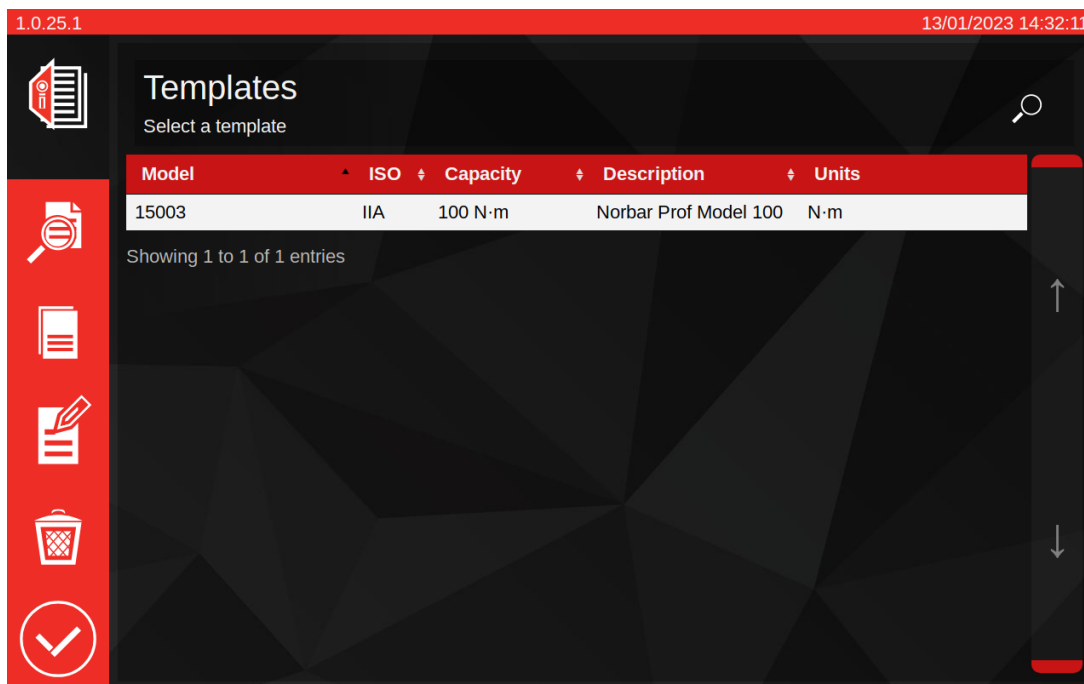 1.0.25.1 13/01/2023 14:32:11
Templates
Select a template
Model ISO Capacity Description Units
15003 IIA 100 N·m Norbar Prof Model 100 N·m
Showing 1 to 1 of 1 entries